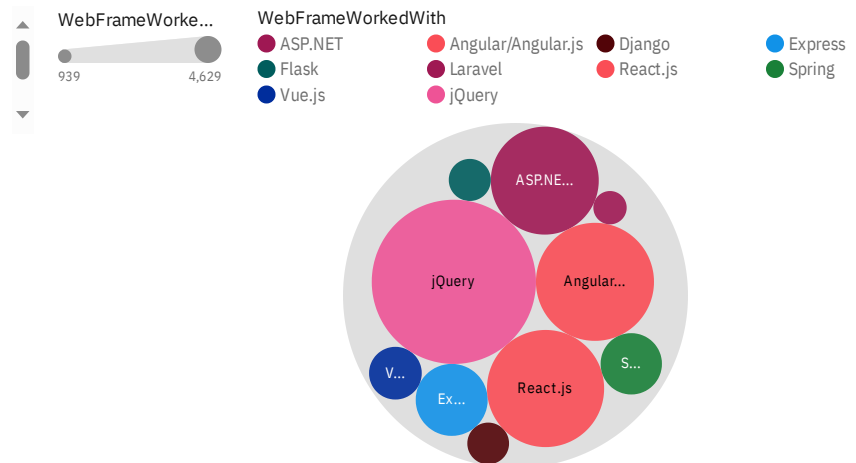 WebFrameWorke...
939
4,629
WebFrameWorkedWith
ASP.NET
Angular/Angular.js
Django
Express
Flask
Laravel
React.js
Spring
Vue.js
jQuery
ASP.NE...
jQuery
Angular...
S...
V...
Ex...
React.js